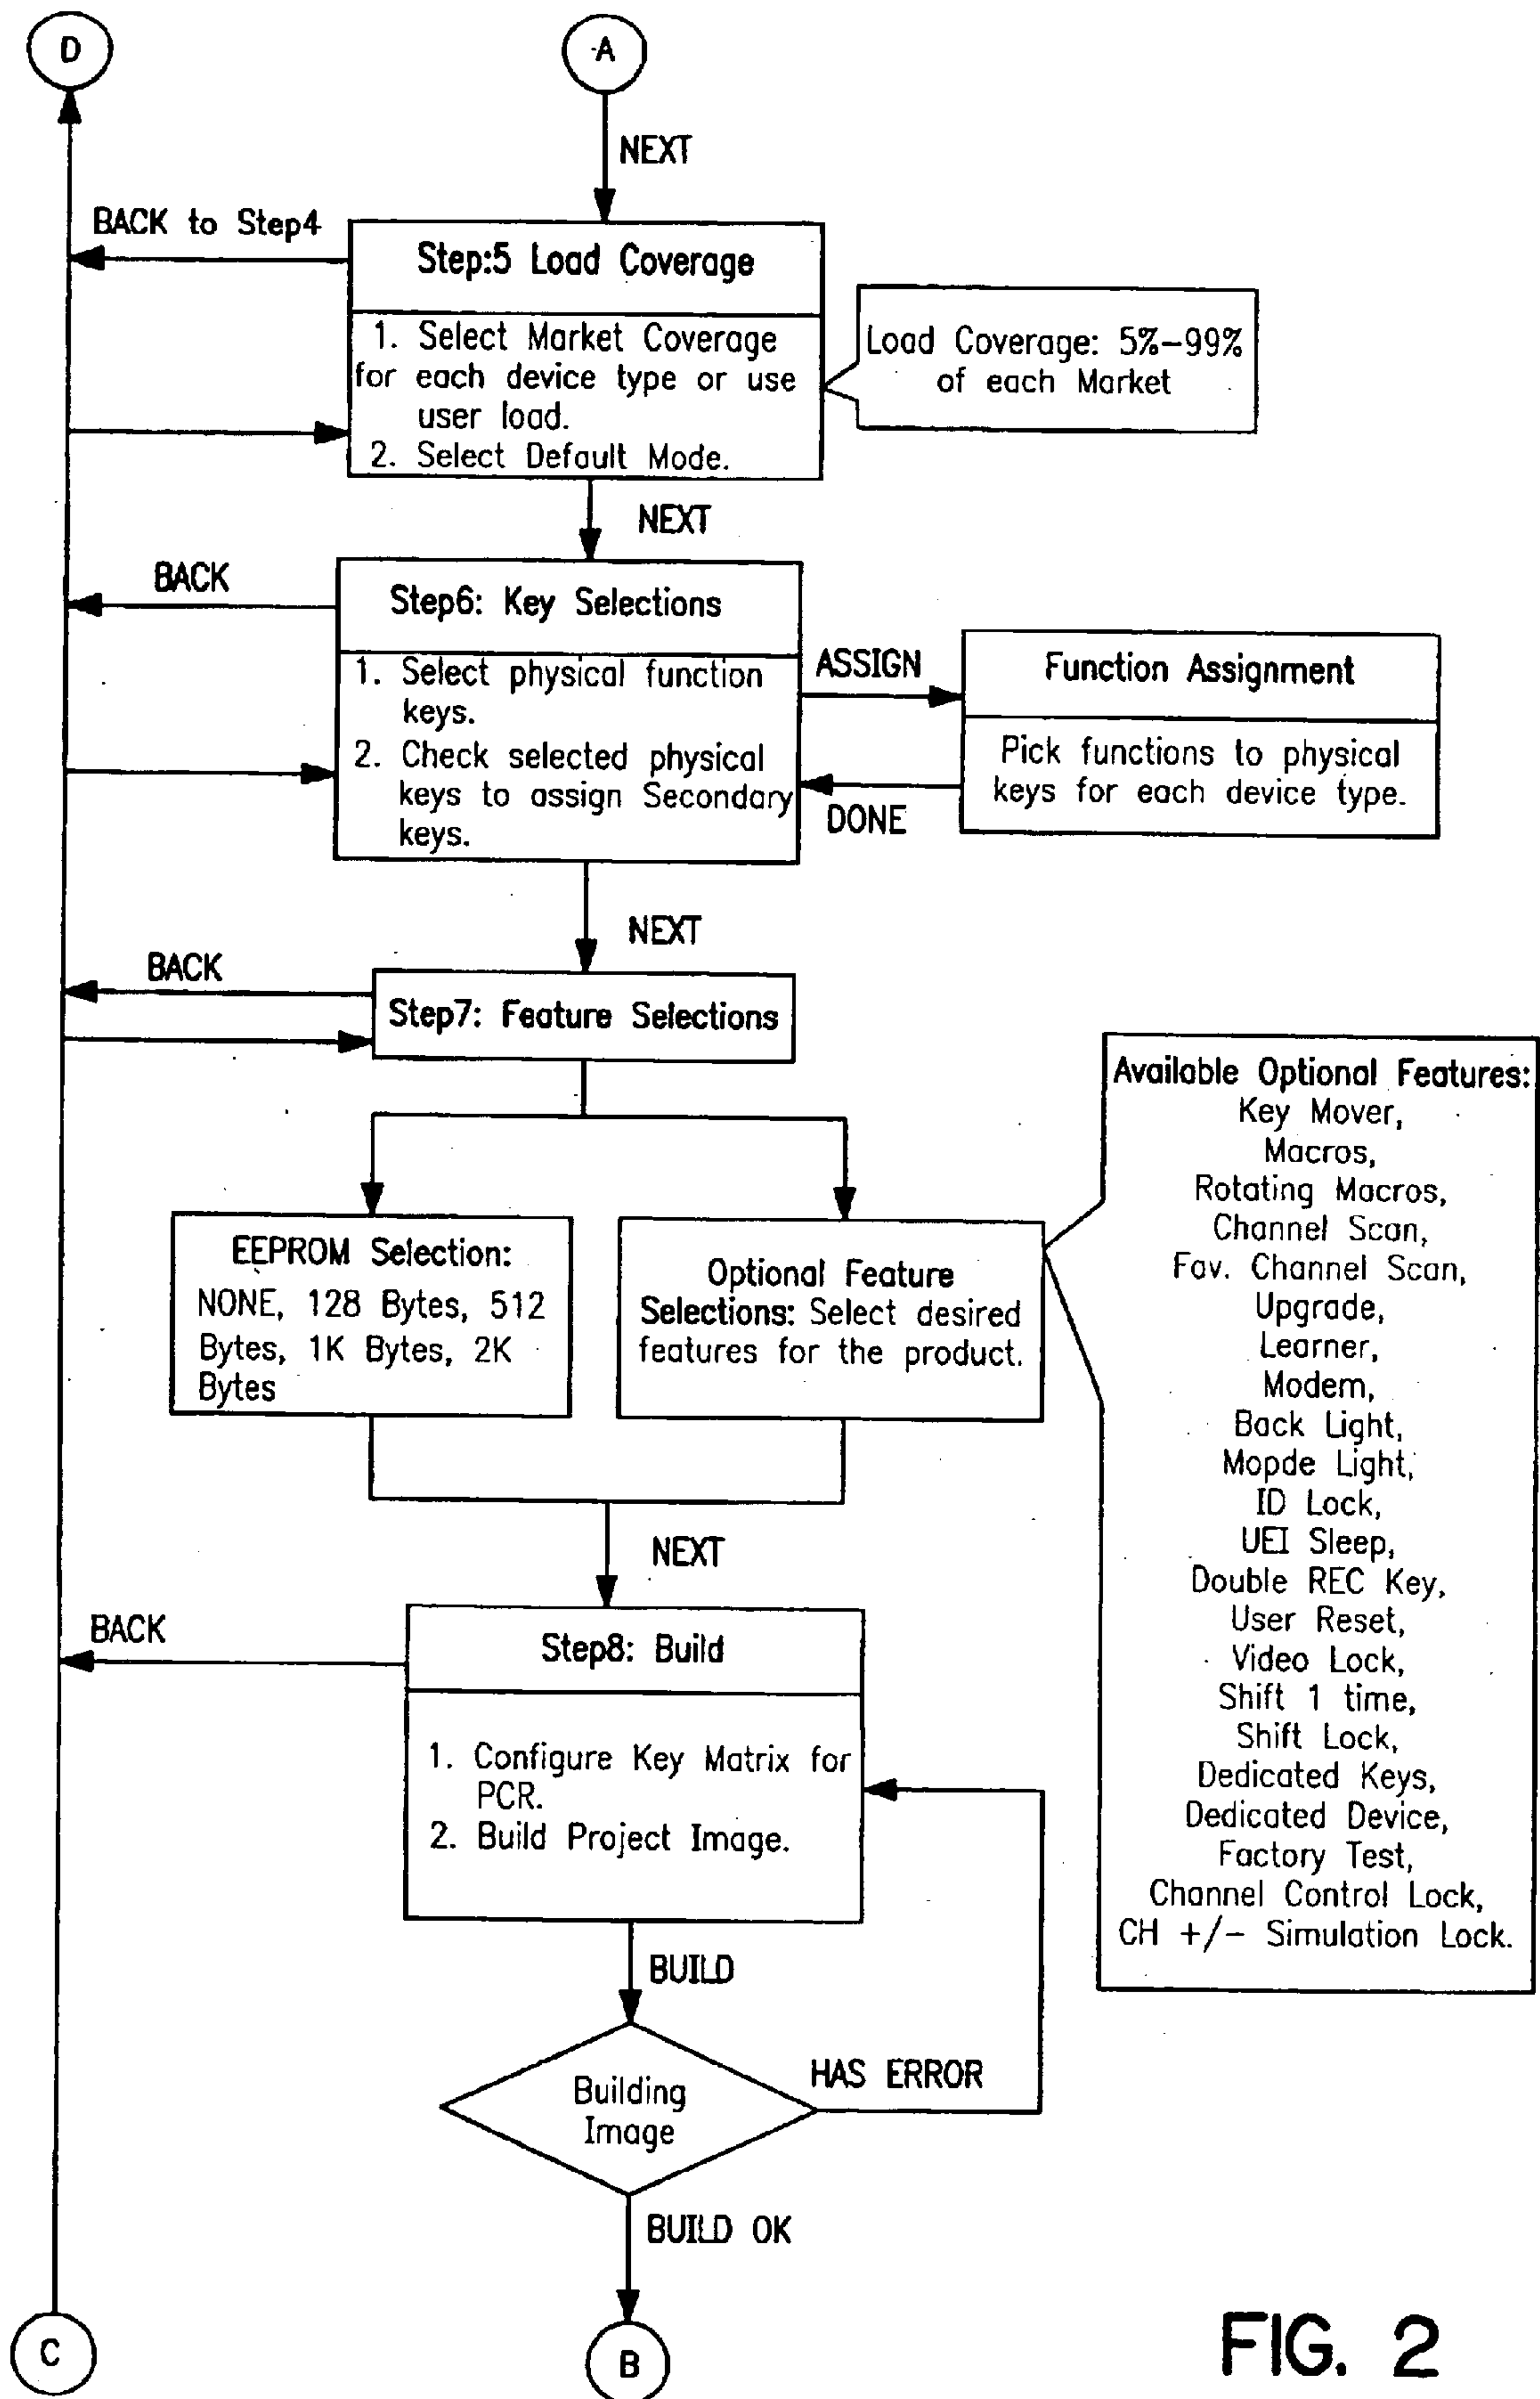 D
A
NEXT
BACK to Step4
Step:5 Load Coverage
1. Select Market Coverage
for each device type or use
user load.
2. Select Default Mode.
Load Coverage: 5%-99%
of each Market
NEXT
BACK
Step6: Key Selections
1. Select physical function
keys.
2. Check selected physical
keys to assign Secondary
keys.
ASSIGN
DONE
Function Assignment
Pick functions to physical
keys for each device type.
NEXT
BACK
Step7: Feature Selections
EEPROM Selection:
NONE, 128 Bytes, 512
Bytes, 1K Bytes, 2K
Bytes
Optional Feature
Selections: Select desired
features for the product.
Available Optional Features:
Key Mover,
Macros,
Rotating Macros,
Channel Scan,
Fav. Channel Scan,
Upgrade,
Learner,
Modem,
Back Light,
Mopde Light,
ID Lock,
UEI Sleep,
Double REC Key,
User Reset,
Video Lock,
Shift 1 time,
Shift Lock,
Dedicated Keys,
Dedicated Device,
Factory Test,
Channel Control Lock,
CH +/- Simulation Lock.
NEXT
BACK
Step8: Build
1. Configure Key Matrix for
PCR.
2. Build Project Image.
BUILD
Building
Image
HAS ERROR
BUILD OK
C
B
FIG. 2